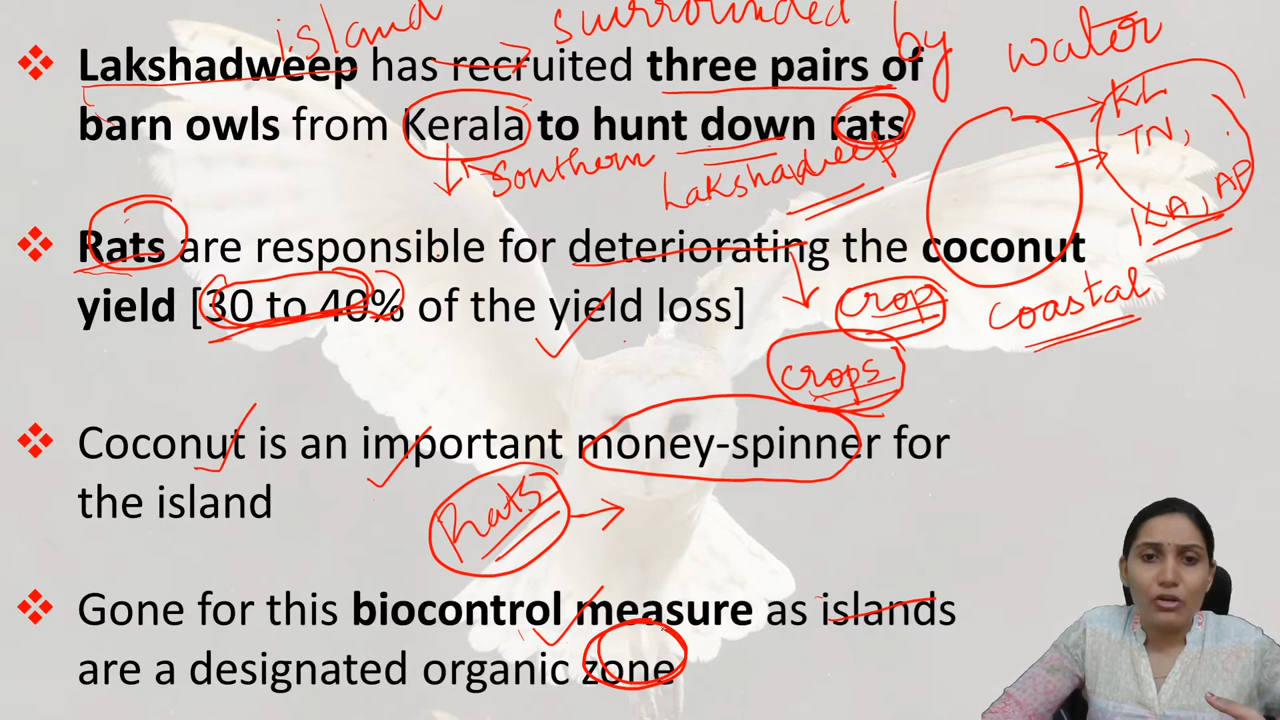 island surrounded by water
❖ Lakshadweep has recruited three pairs of
barn owls from Kerala to hunt down rats
KL
TN,
KA, AP
Southern Lakshadeep
❖ Rats are responsible for deteriorating the coconut
yield [30 to 40% of the yield loss]
crop
coastal
crops
❖ Coconut is an important money-spinner for
the island
Rats
❖ Gone for this biocontrol measure as islands
are a designated organic zone